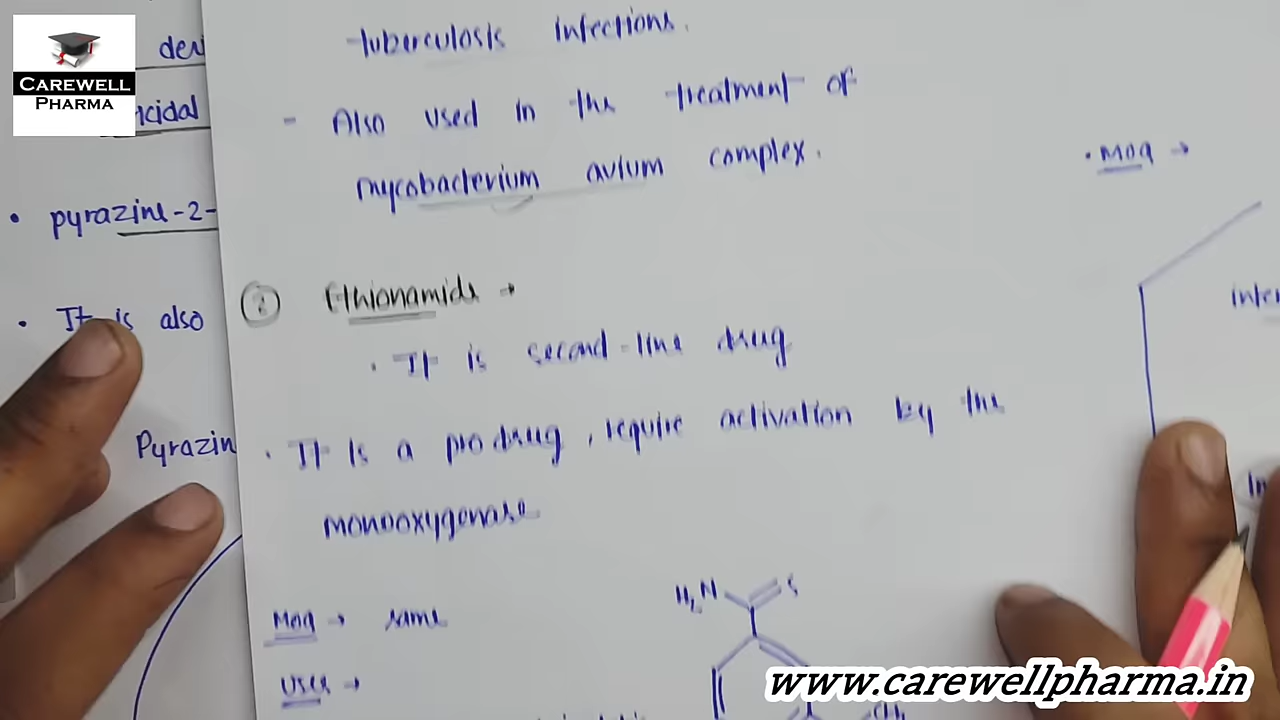 CAREWELL
PHARMA
icidal
• pyrazine-2-
• It is also
Pyrazin
tuberculosis infections.
- Also used in the treatment of
mycobacterium avium complex.
Ethionamide →
• It is second-line drug
• It is a prodrug, require activation by the
monooxygenase
MOA → same
Uses →
H₂N S
• MOA →
www.carewellpharma.in